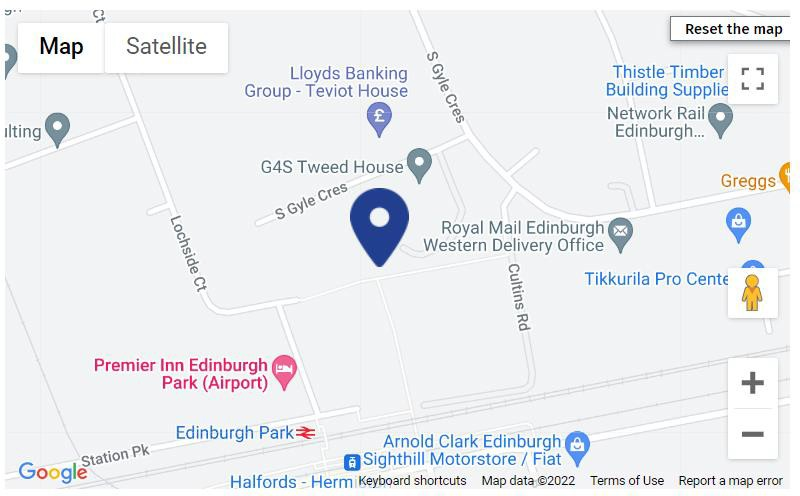 Ct
Reset the map
Map
Satellite
S Gyle Cres
Lloyds Banking
Group - Teviot House
£
Thistle Timber
Building Supplie
ulting
Network Rail
Edinburgh...
G4S Tweed House
Greggs
S Gyle Cres
Lochside Ct
Royal Mail Edinburgh
Western Delivery Office
Cultins Rd
Tikkurila Pro Cente
Premier Inn Edinburgh
Park (Airport)
+
Edinburgh Park
Arnold Clark Edinburgh
Sighthill Motorstore / Fiat
−
Station Pk
Google
Halfords - Hermi
Keyboard shortcuts
Map data ©2022
Terms of Use
Report a map error